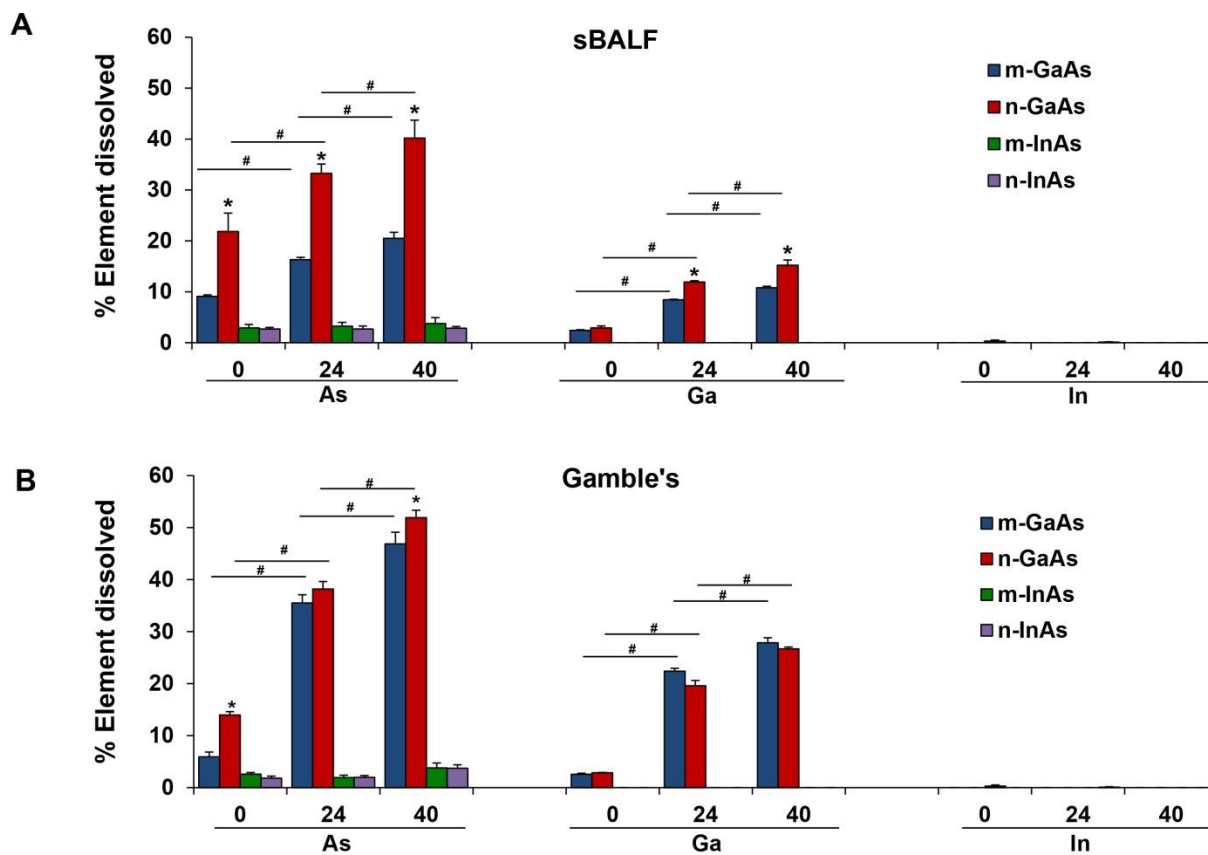 A
sBALF
% Element dissolved
60
50
40
30
20
10
0
m-GaAs
n-GaAs
m-InAs
n-InAs
# # # #
* * *
# # # #
* *
0 24 40 0 24 40 0 24 40
As Ga In
B
Gamble's
% Element dissolved
60
50
40
30
20
10
0
m-GaAs
n-GaAs
m-InAs
n-InAs
# # # #
* *
# # # #
0 24 40 0 24 40 0 24 40
As Ga In